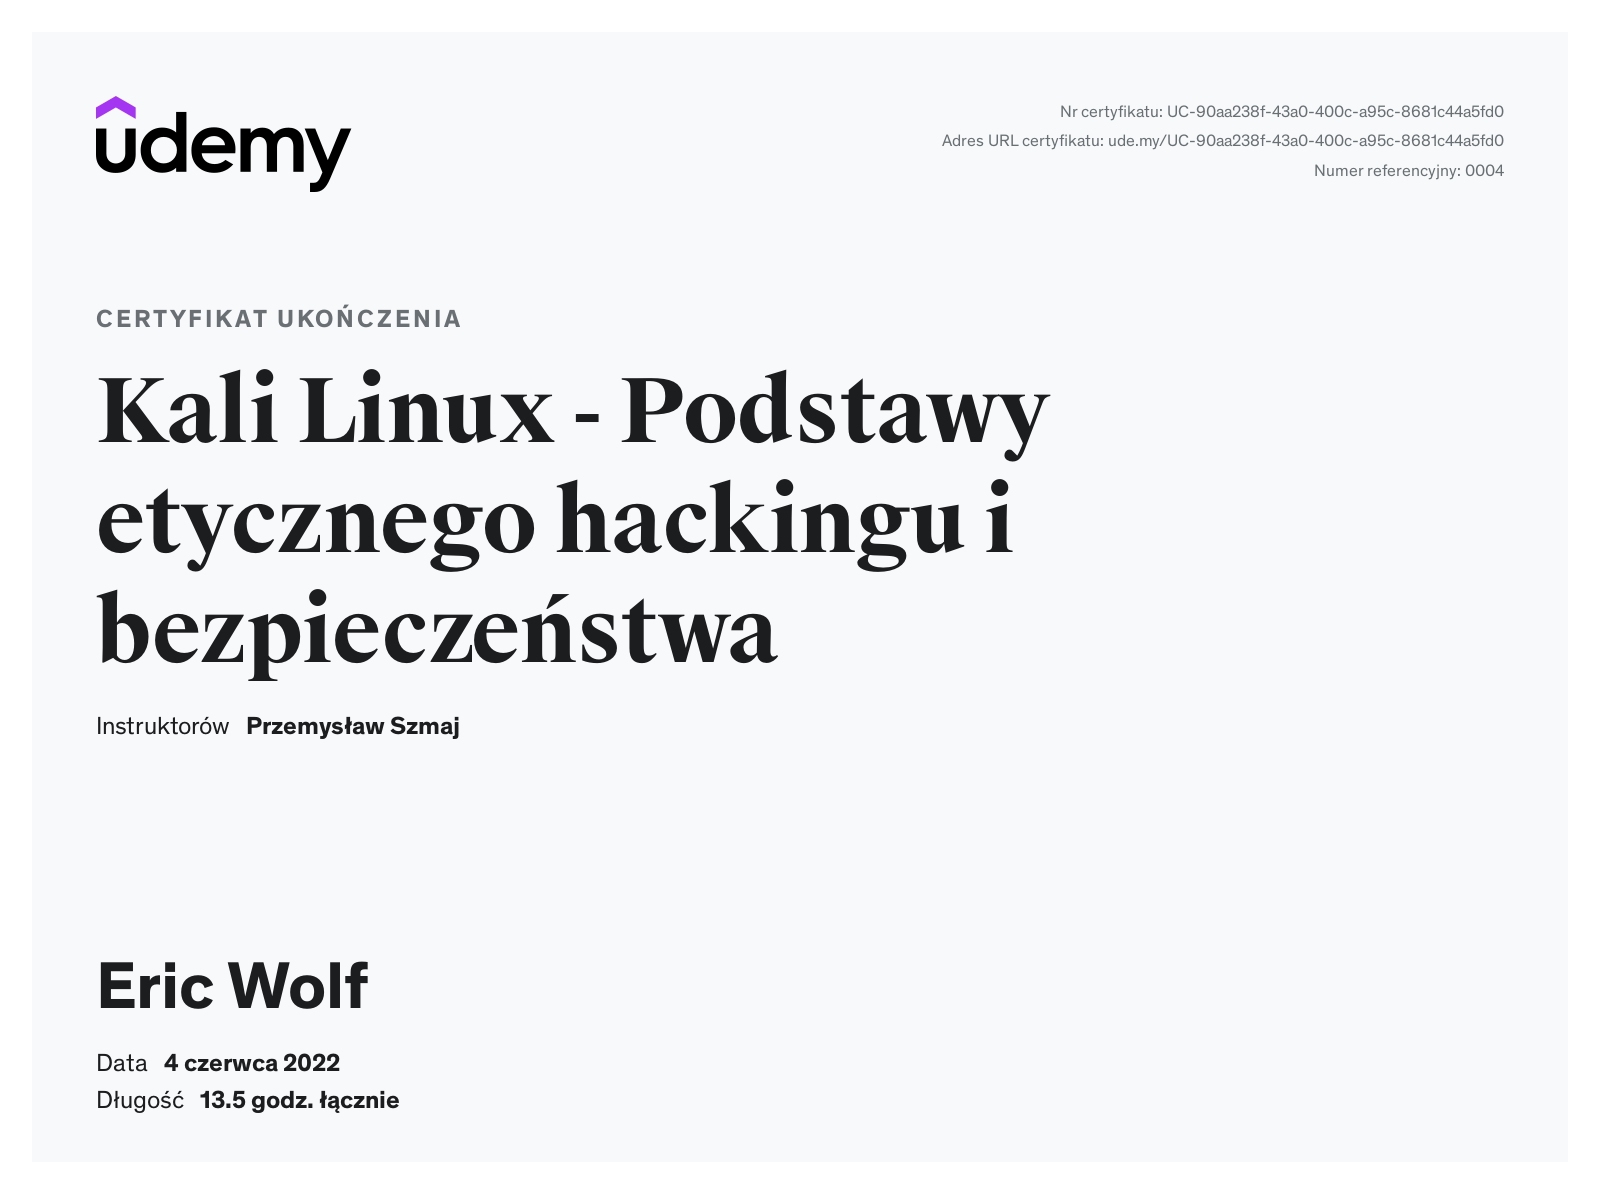 udemy
Nr certyfikatu: UC-90aa238f-43a0-400c-a95c-8681c44a5fd0
Adres URL certyfikatu: ude.my/UC-90aa238f-43a0-400c-a95c-8681c44a5fd0
Numer referencyjny: 0004
CERTYFIKAT UKOŃCZENIA
Kali Linux - Podstawy
etycznego hackingu i
bezpieczeństwa
Instruktorów Przemysław Szmaj
Eric Wolf
Data 4 czerwca 2022
Długość 13.5 godz. łącznie